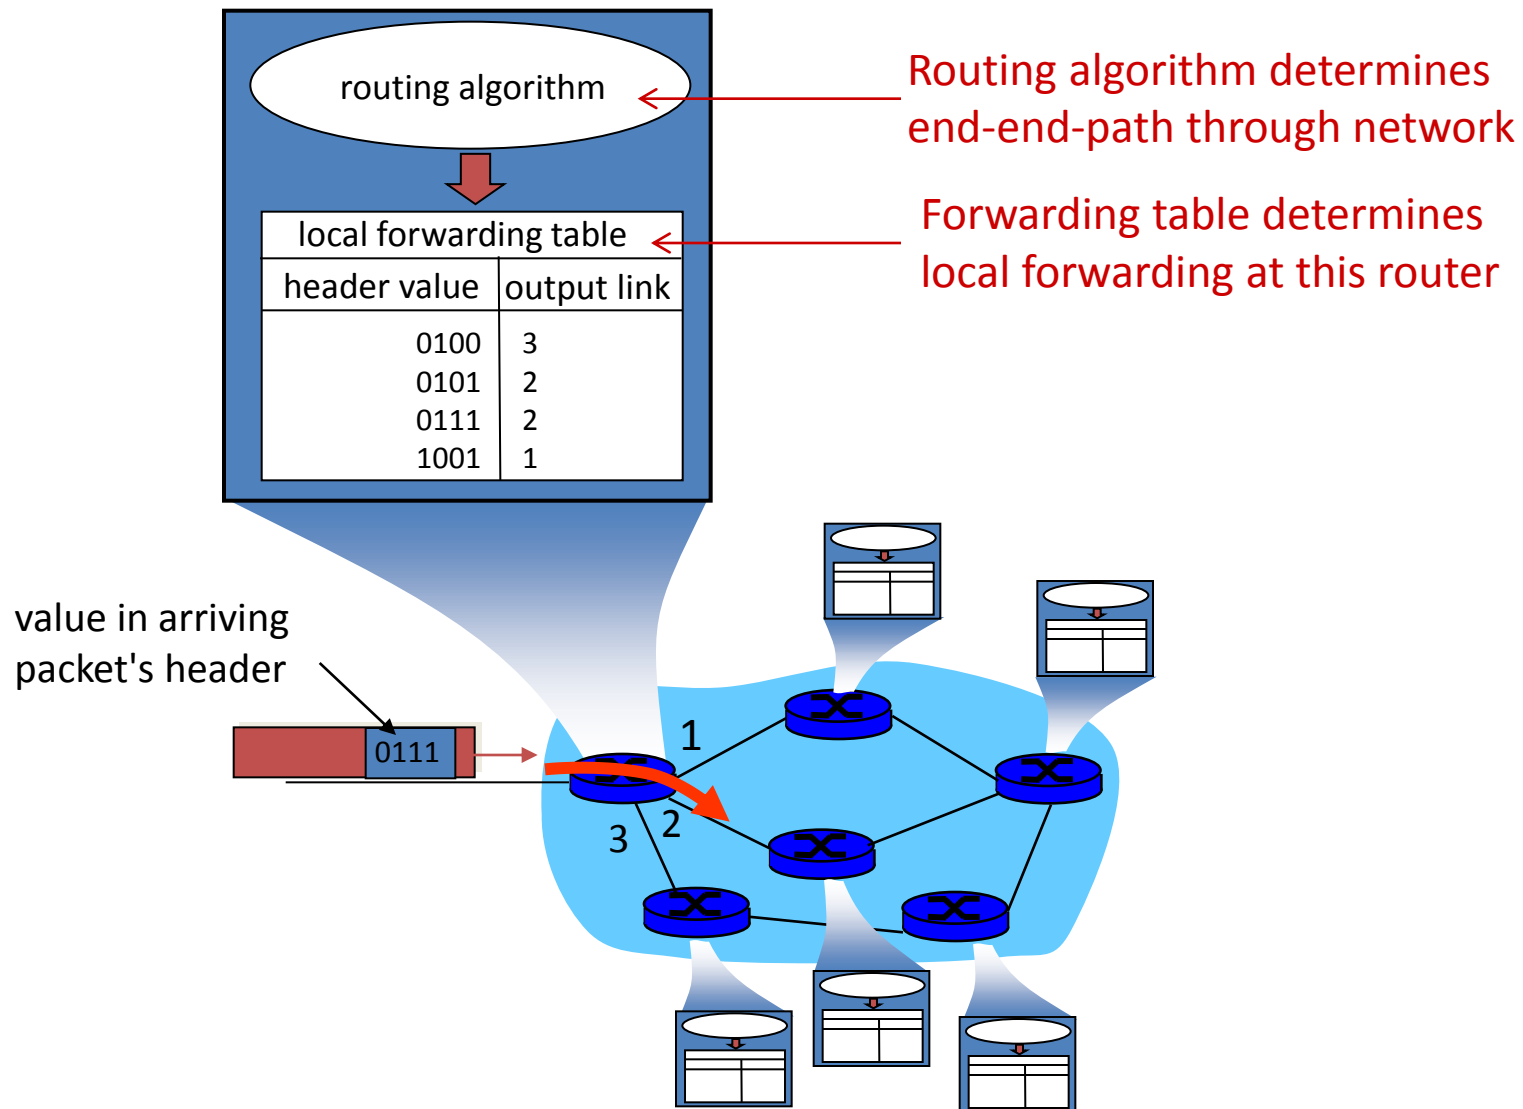 routing algorithm
Routing algorithm determines
end-end-path through network
local forwarding table
Forwarding table determines
local forwarding at this router
header value output link
0100 3
0101 2
0111 2
1001 1
value in arriving
packet's header
0111
1
2
3